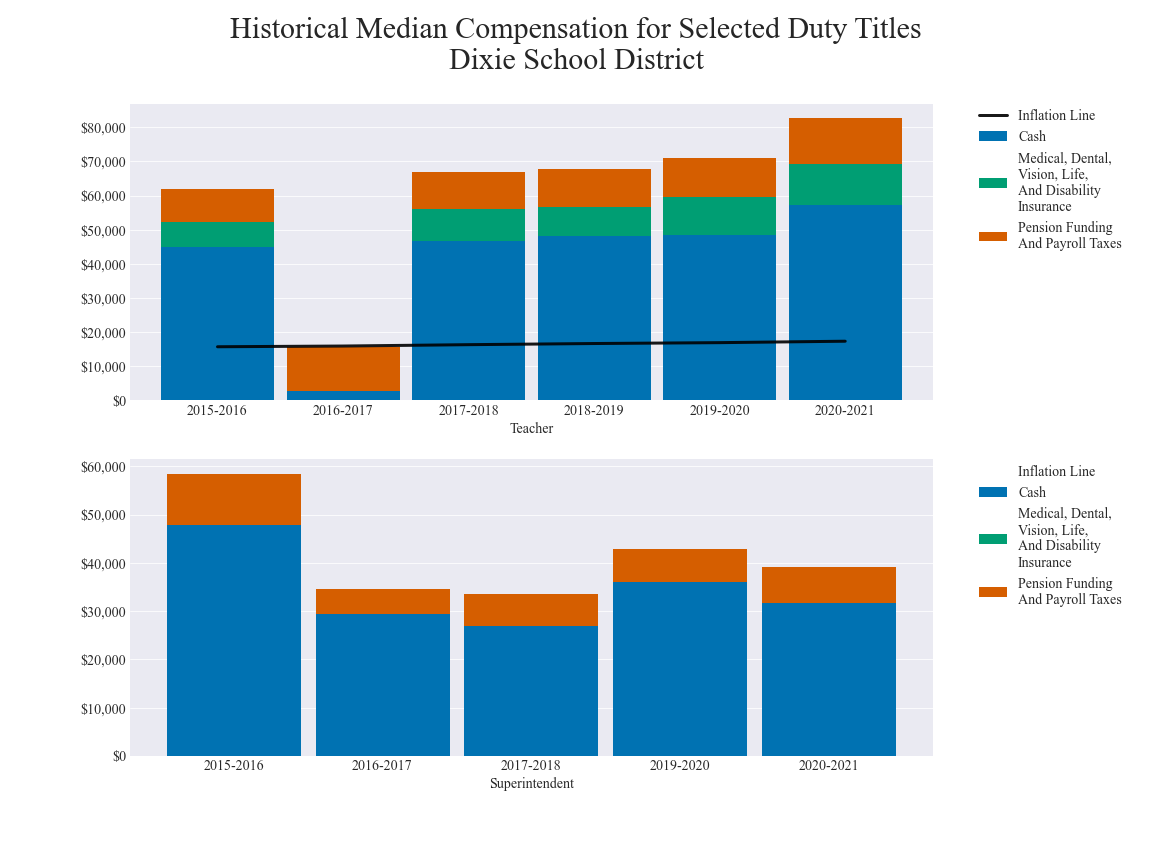 Historical Median Compensation for Selected Duty Titles
Dixie School District
$80,000
$70,000
$60,000
$50,000
$40,000
$30,000
$20,000
$10,000
$0
2015-2016
2016-2017
2017-2018
2018-2019
2019-2020
2020-2021
Teacher
Inflation Line
Cash
Medical, Dental,
Vision, Life,
And Disability
Insurance
Pension Funding
And Payroll Taxes
$60,000
$50,000
$40,000
$30,000
$20,000
$10,000
$0
2015-2016
2016-2017
2017-2018
2019-2020
2020-2021
Superintendent
Inflation Line
Cash
Medical, Dental,
Vision, Life,
And Disability
Insurance
Pension Funding
And Payroll Taxes